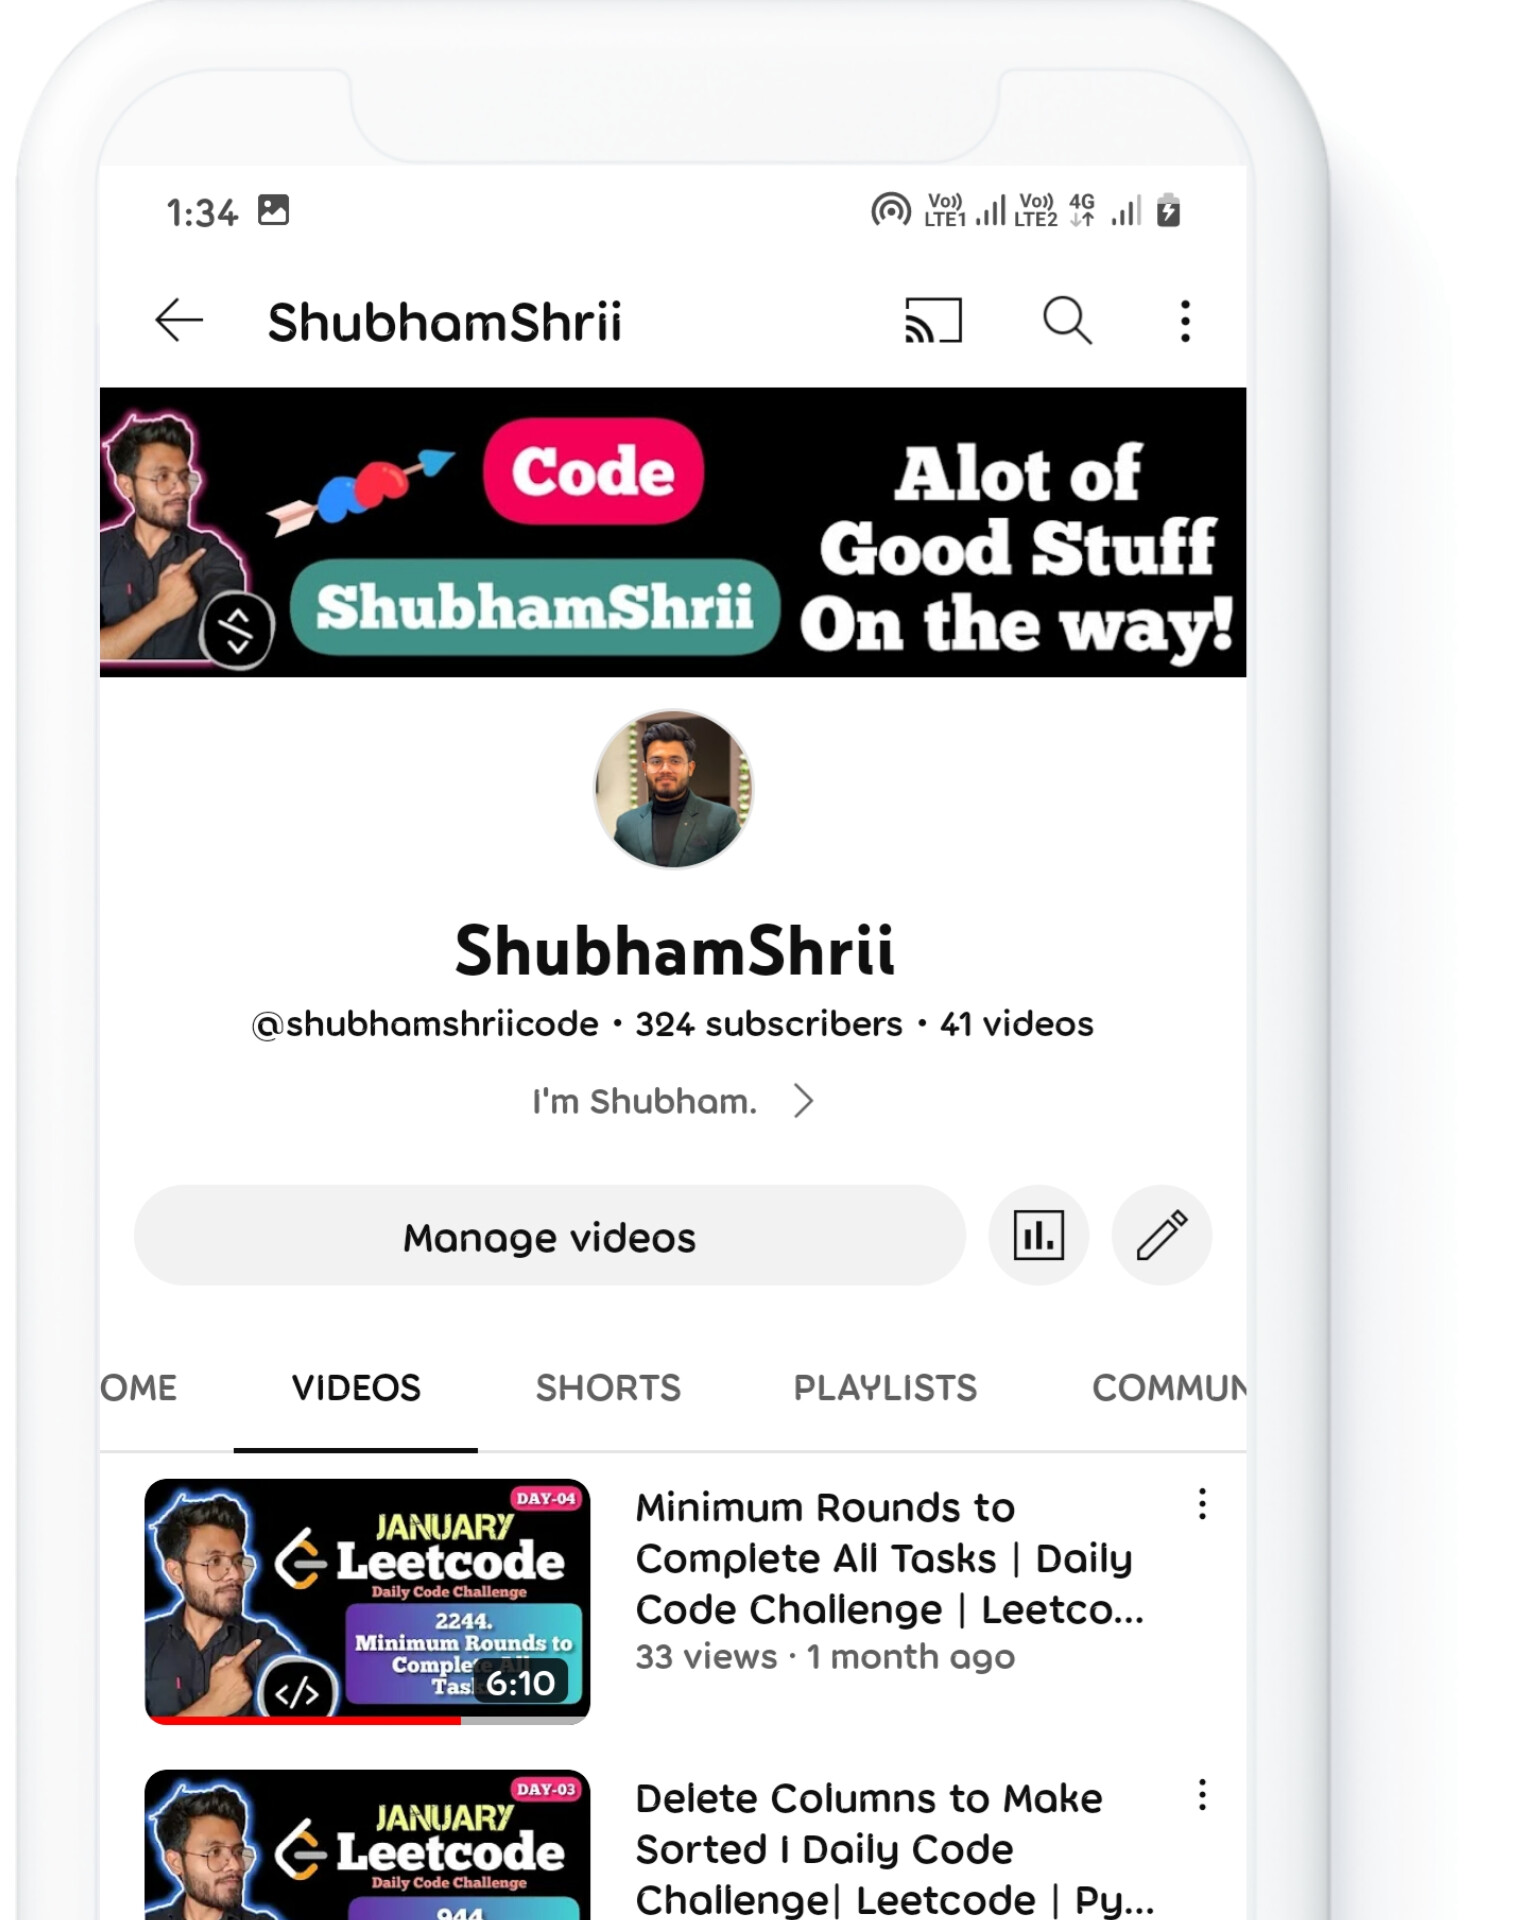 1:34
Vo)) LTE1 Vo)) LTE2 4G
ShubhamShrii
Code
ShubhamShrii
Alot of
Good Stuff
On the way!
ShubhamShrii
@shubhamshriicode • 324 subscribers • 41 videos
I'm Shubham.
Manage videos
OME VIDEOS SHORTS PLAYLISTS COMMUN
DAY-04
JANUARY
Leetcode
Daily Code Challenge
2244.
Minimum Rounds to
Complete All
Tas
6:10
Minimum Rounds to
Complete All Tasks | Daily
Code Challenge | Leetco...
33 views · 1 month ago
DAY-03
JANUARY
Leetcode
Daily Code Challenge
944
Delete Columns to Make
Sorted I Daily Code
Challenge| Leetcode | Py...